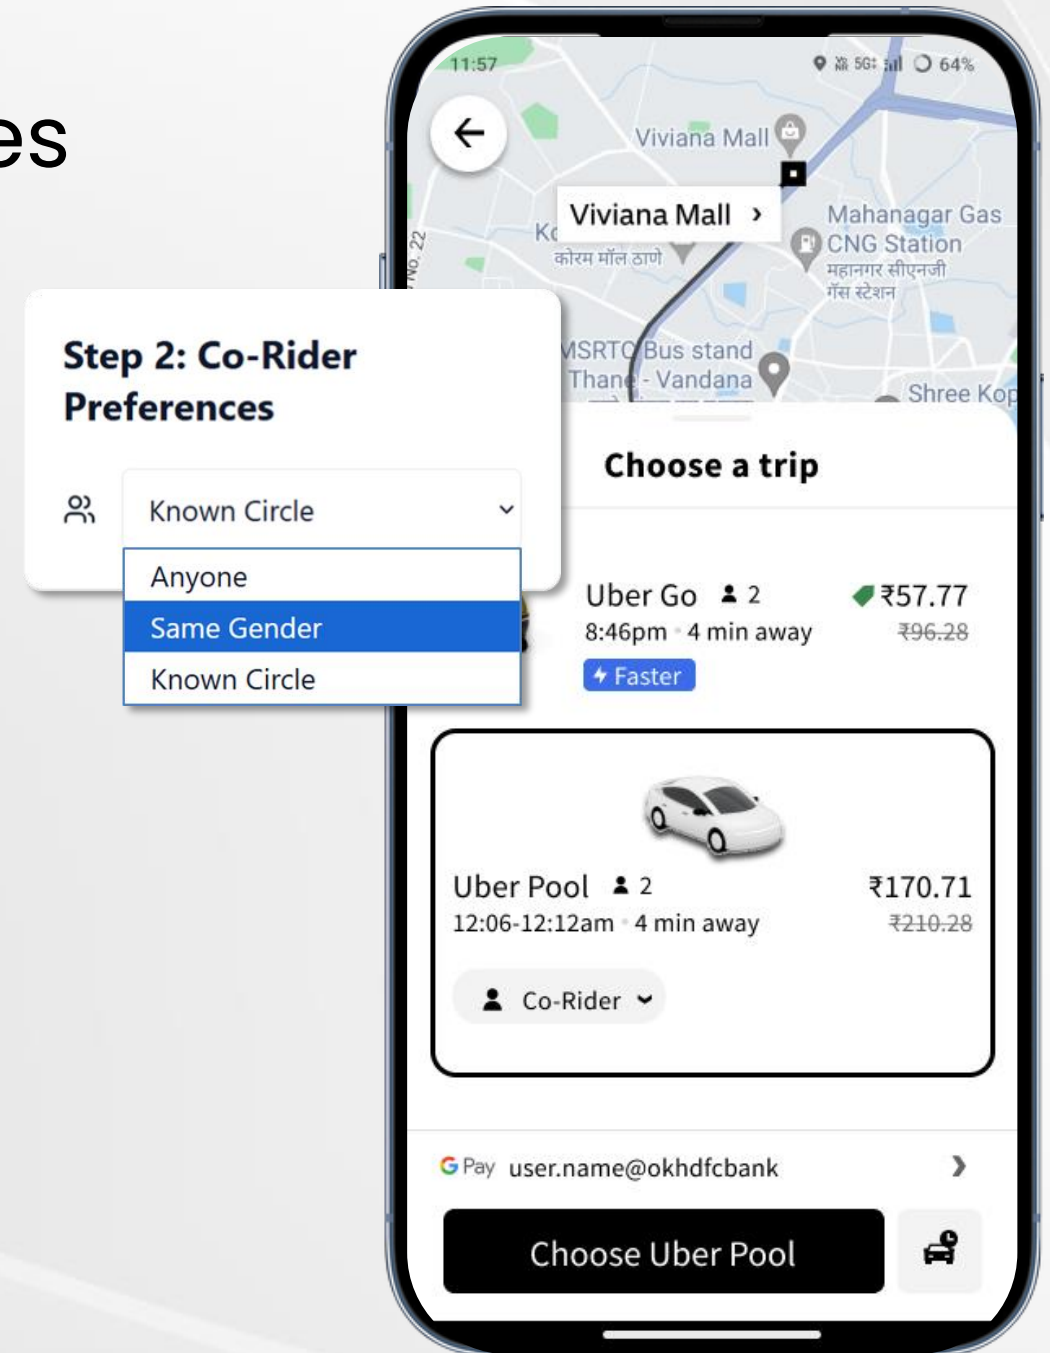 es
11:57
5G 64%
Viviana Mall
Viviana Mall ›
Mahanagar Gas
CNG Station
महानगर सीएनजी
गॅस स्टेशन
कोरम मॉल ठाणे
No. 22
MSRTC Bus stand
Thane - Vandana
Shree Kop
Step 2: Co-Rider
Preferences
Known Circle
Anyone
Same Gender
Known Circle
Choose a trip
Uber Go 2 ₹57.77
8:46pm 4 min away ₹96.28
Faster
Uber Pool 2 ₹170.71
12:06-12:12am 4 min away ₹210.28
Co-Rider
G Pay user.name@okhdfcbank
Choose Uber Pool